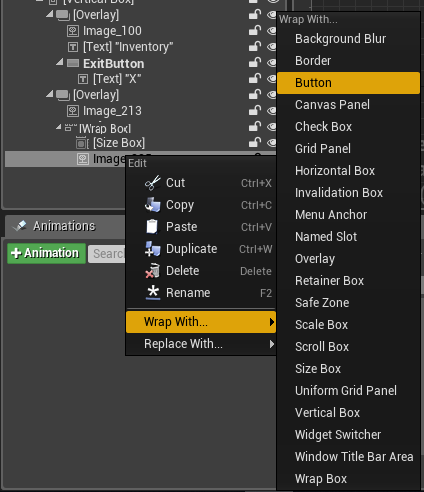 [Vertical Box]
[Overlay]
Image_100
[Text] "Inventory"
ExitButton
[Text] "X"
[Overlay]
Image_213
[Wrap Box]
[Size Box]
Edit
Cut Ctrl+X
Copy Ctrl+C
Paste Ctrl+V
Duplicate Ctrl+W
Delete Delete
Rename F2
Wrap With...
Replace With...
Animations
+Animation
Wrap With...
Background Blur
Border
Button
Canvas Panel
Check Box
Grid Panel
Horizontal Box
Invalidation Box
Menu Anchor
Named Slot
Overlay
Retainer Box
Safe Zone
Scale Box
Scroll Box
Size Box
Uniform Grid Panel
Vertical Box
Widget Switcher
Window Title Bar Area
Wrap Box